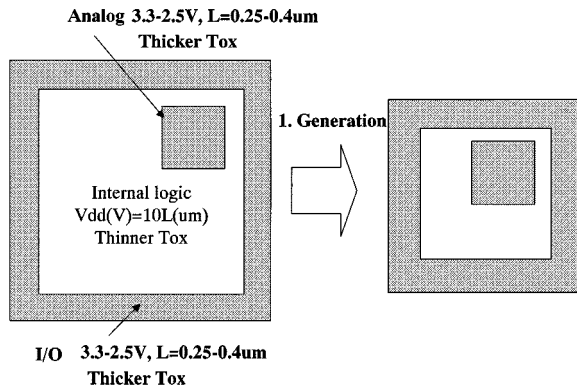 Analog 3.3-2.5V, L=0.25-0.4um
Thicker Tox
1. Generation
Internal logic
Vdd(V)=10L(um)
Thinner Tox
I/O 3.3-2.5V, L=0.25-0.4um
Thicker Tox